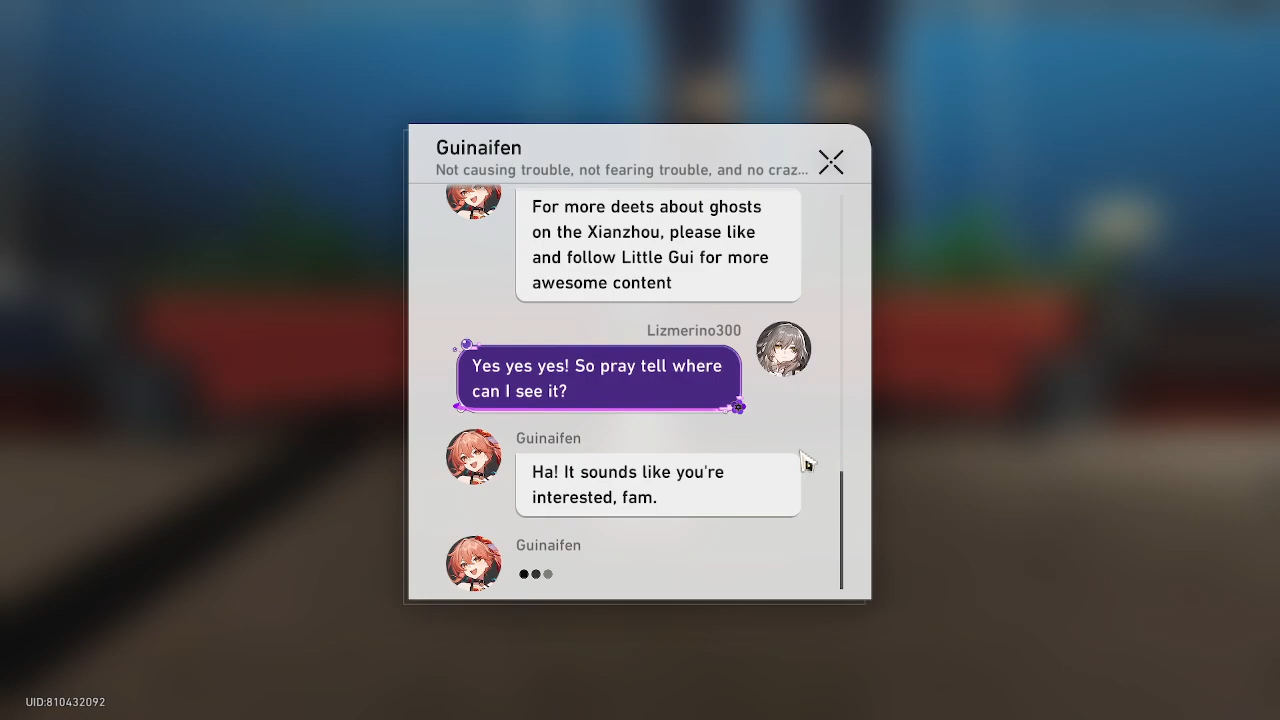 Guinaifen
Not causing trouble, not fearing trouble, and no craz...
For more deets about ghosts
on the Xianzhou, please like
and follow Little Gui for more
awesome content
Lizmerino300
Yes yes yes! So pray tell where
can I see it?
Guinaifen
Ha! It sounds like you're
interested, fam.
Guinaifen
UID:810432092